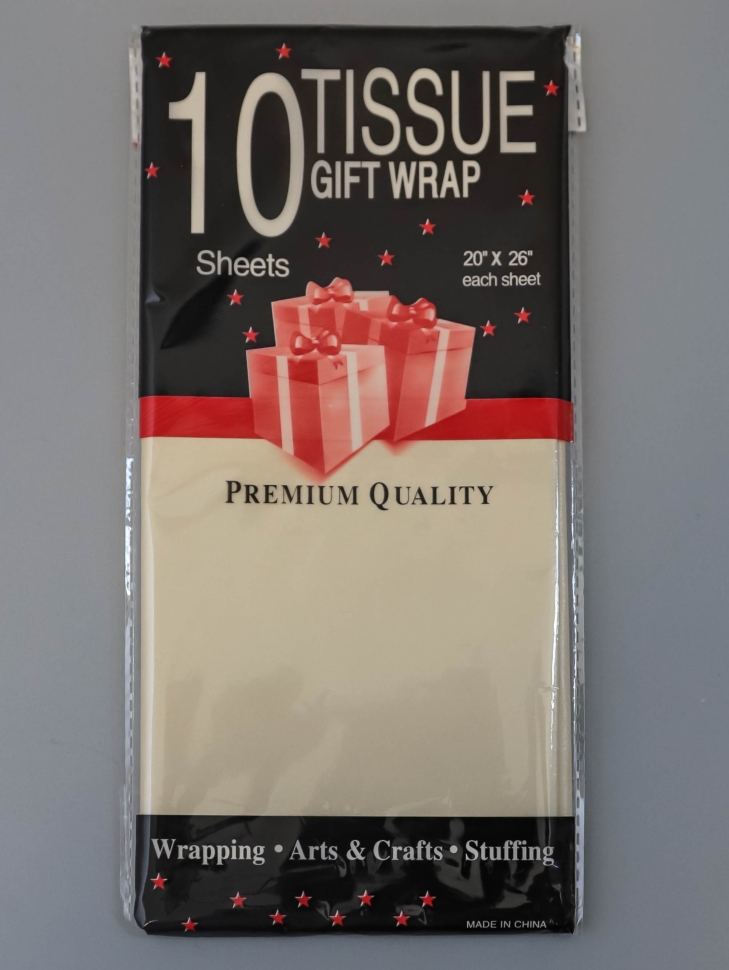 10 TISSUE
GIFT WRAP
Sheets
20" X 26"
each sheet
PREMIUM QUALITY
Wrapping • Arts & Crafts • Stuffing
MADE IN CHINA